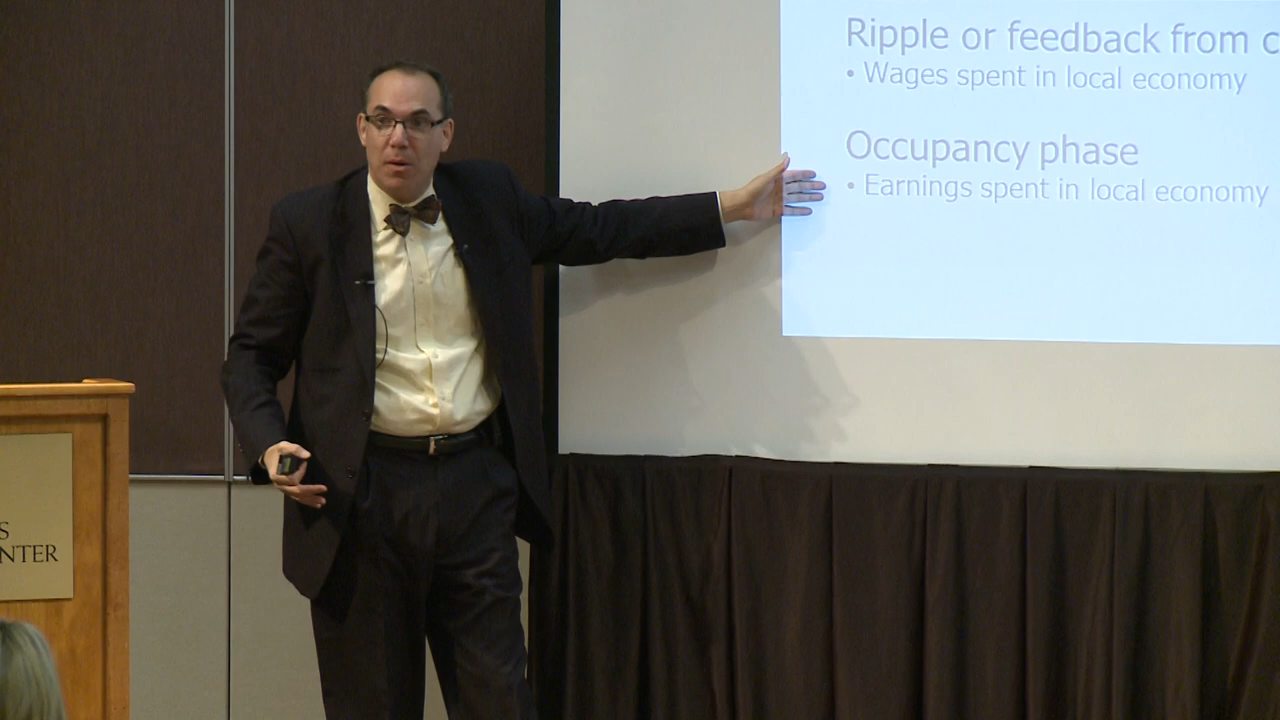 Ripple or feedback from c
• Wages spent in local economy
Occupancy phase
• Earnings spent in local economy
S
NTER